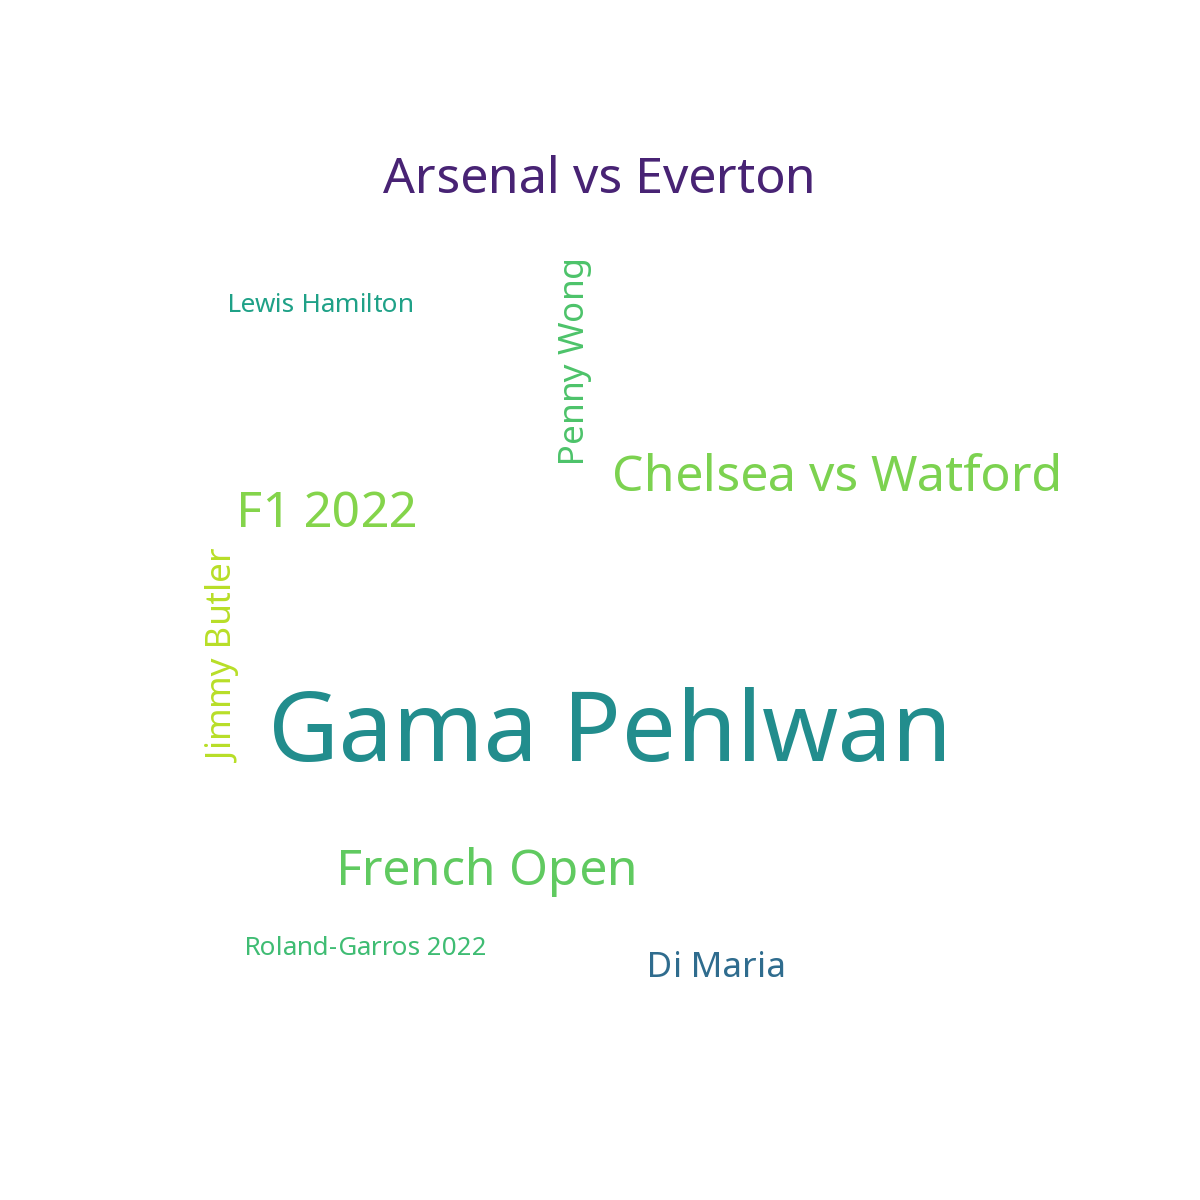 Arsenal vs Everton
Lewis Hamilton
Penny Wong
Chelsea vs Watford
F1 2022
Jimmy Butler
Gama Pehlwan
French Open
Roland-Garros 2022
Di Maria